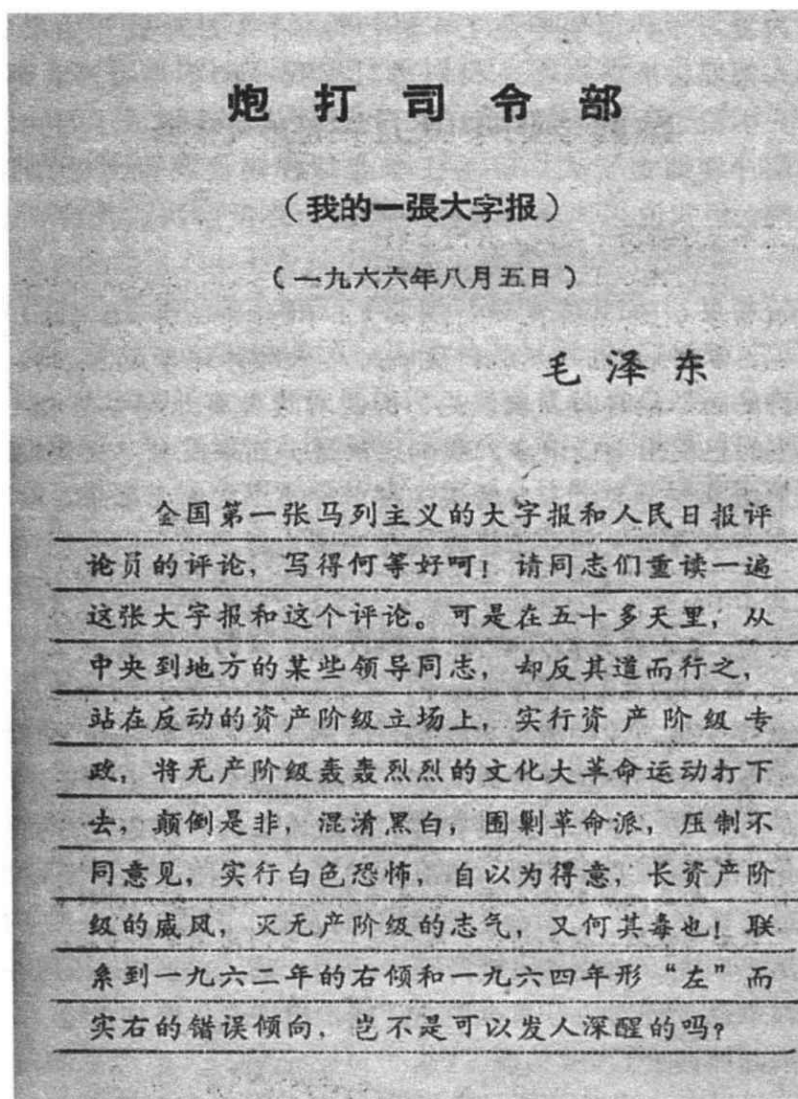 炮打司令部
（我的一張大字报）
（一九六六年八月五日）
毛泽东
全国第一张马列主义的大字报和人民日报评
论员的评论，写得何等好呵！请同志们重读一遍
这张大字报和这个评论。可是在五十多天里，从
中央到地方的某些领导同志，却反其道而行之，
站在反动的资产阶级立场上，实行资产阶级专
政，将无产阶级轰轰烈烈的文化大革命运动打下
去，颠倒是非，混淆黑白，围剿革命派，压制不
同意见，实行白色恐怖，自以为得意，长资产阶
级的威风，灭无产阶级的志气，又何其毒也！联
系到一九六二年的右倾和一九六四年形“左”而
实右的错误倾向，岂不是可以发人深醒的吗？